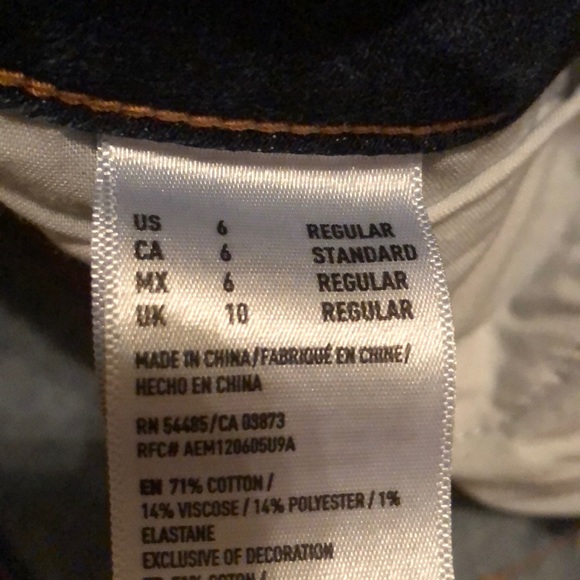 US 6 REGULAR
CA 6 STANDARD
MX 6 REGULAR
UK 10 REGULAR
MADE IN CHINA/FABRIQUÉ EN CHINE/
HECHO EN CHINA
RN 54485/CA 03873
RFC# AEM120605U9A
EN 71% COTTON /
14% VISCOSE / 14% POLYESTER / 1%
ELASTANE
EXCLUSIVE OF DECORATION